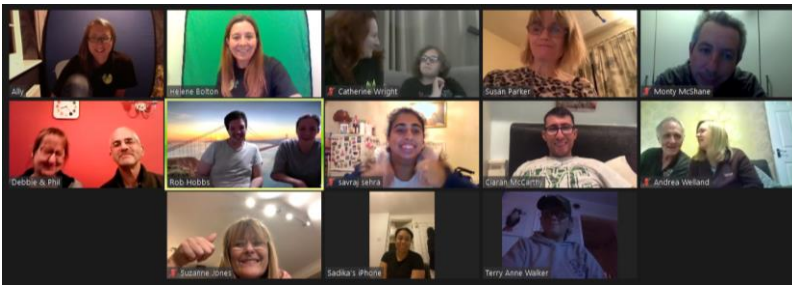 Ally
Helene Bolton
Catherine Wright
Susan Parker
Monty McShane
Debbie & Phil
Rob Hobbs
savraj sehra
Ciaran McCarthy
Andrea Welland
Suzanne Jones
Sadika's iPhone
Terry Anne Walker